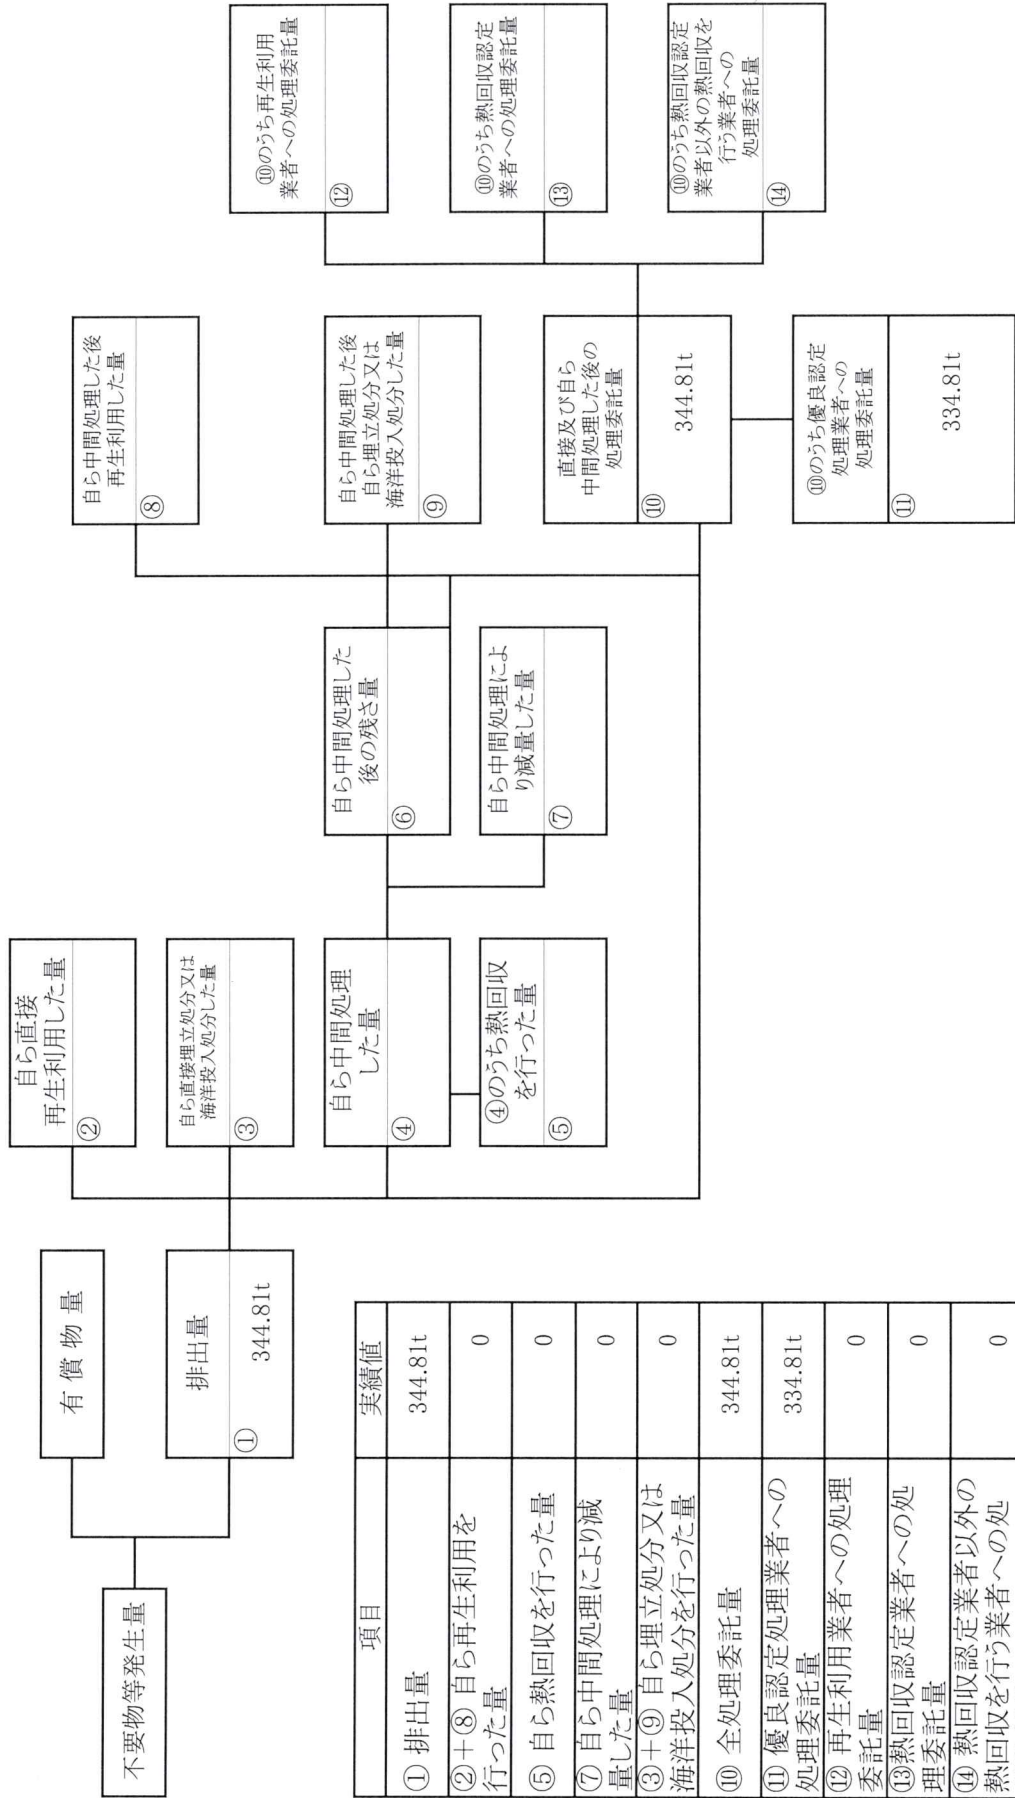 不要物等発生量
有 償 物 量
排出量
①
344.81t
自ら直接
再生利用した量
②
自ら直接埋立処分又は
海洋投入処分した量
③
自ら中間処理
した量
④
④のうち熱回収
を行った量
⑤
自ら中間処理した
後の残さ量
⑥
自ら中間処理によ
り減量した量
⑦
自ら中間処理した後
再生利用した量
⑧
自ら中間処理した後
自ら埋立処分又は
海洋投入処分した量
⑨
直接及び自ら
中間処理した後の
処理委託量
⑩
344.81t
⑩のうち優良認定
処理業者への
処理委託量
⑪
334.81t
⑩のうち再生利用
業者への処理委託量
⑫
⑩のうち熱回収認定
業者への処理委託量
⑬
⑩のうち熱回収認定
業者以外の熱回収を
行う業者への
処理委託量
⑭
項目 実績値
① 排出量 344.81t
②+⑧ 自ら再生利用を
行った量 0
⑤ 自ら熱回収を行った量 0
⑦ 自ら中間処理により減
量した量 0
③+⑨ 自ら埋立処分又は
海洋投入処分を行った量 0
⑩ 全処理委託量 344.81t
⑪ 優良認定処理業者への
処理委託量 334.81t
⑫ 再生利用業者への処理
委託量 0
⑬熱回収認定業者への処
理委託量 0
⑭ 熱回収認定業者以外の
熱回収を行う業者への処 0